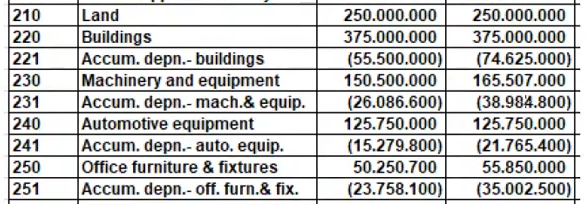 210 Land 250.000.000 250.000.000
220 Buildings 375.000.000 375.000.000
221 Accum. depn.- buildings (55.500.000) (74.625.000)
230 Machinery and equipment 150.500.000 165.507.000
231 Accum. depn.- mach.& equip. (26.086.600) (38.984.800)
240 Automotive equipment 125.750.000 125.750.000
241 Accum. depn.- auto. equip. (15.279.800) (21.765.400)
250 Office furniture & fixtures 50.250.700 55.850.000
251 Accum. depn.- off. furn.& fix. (23.758.100) (35.002.500)